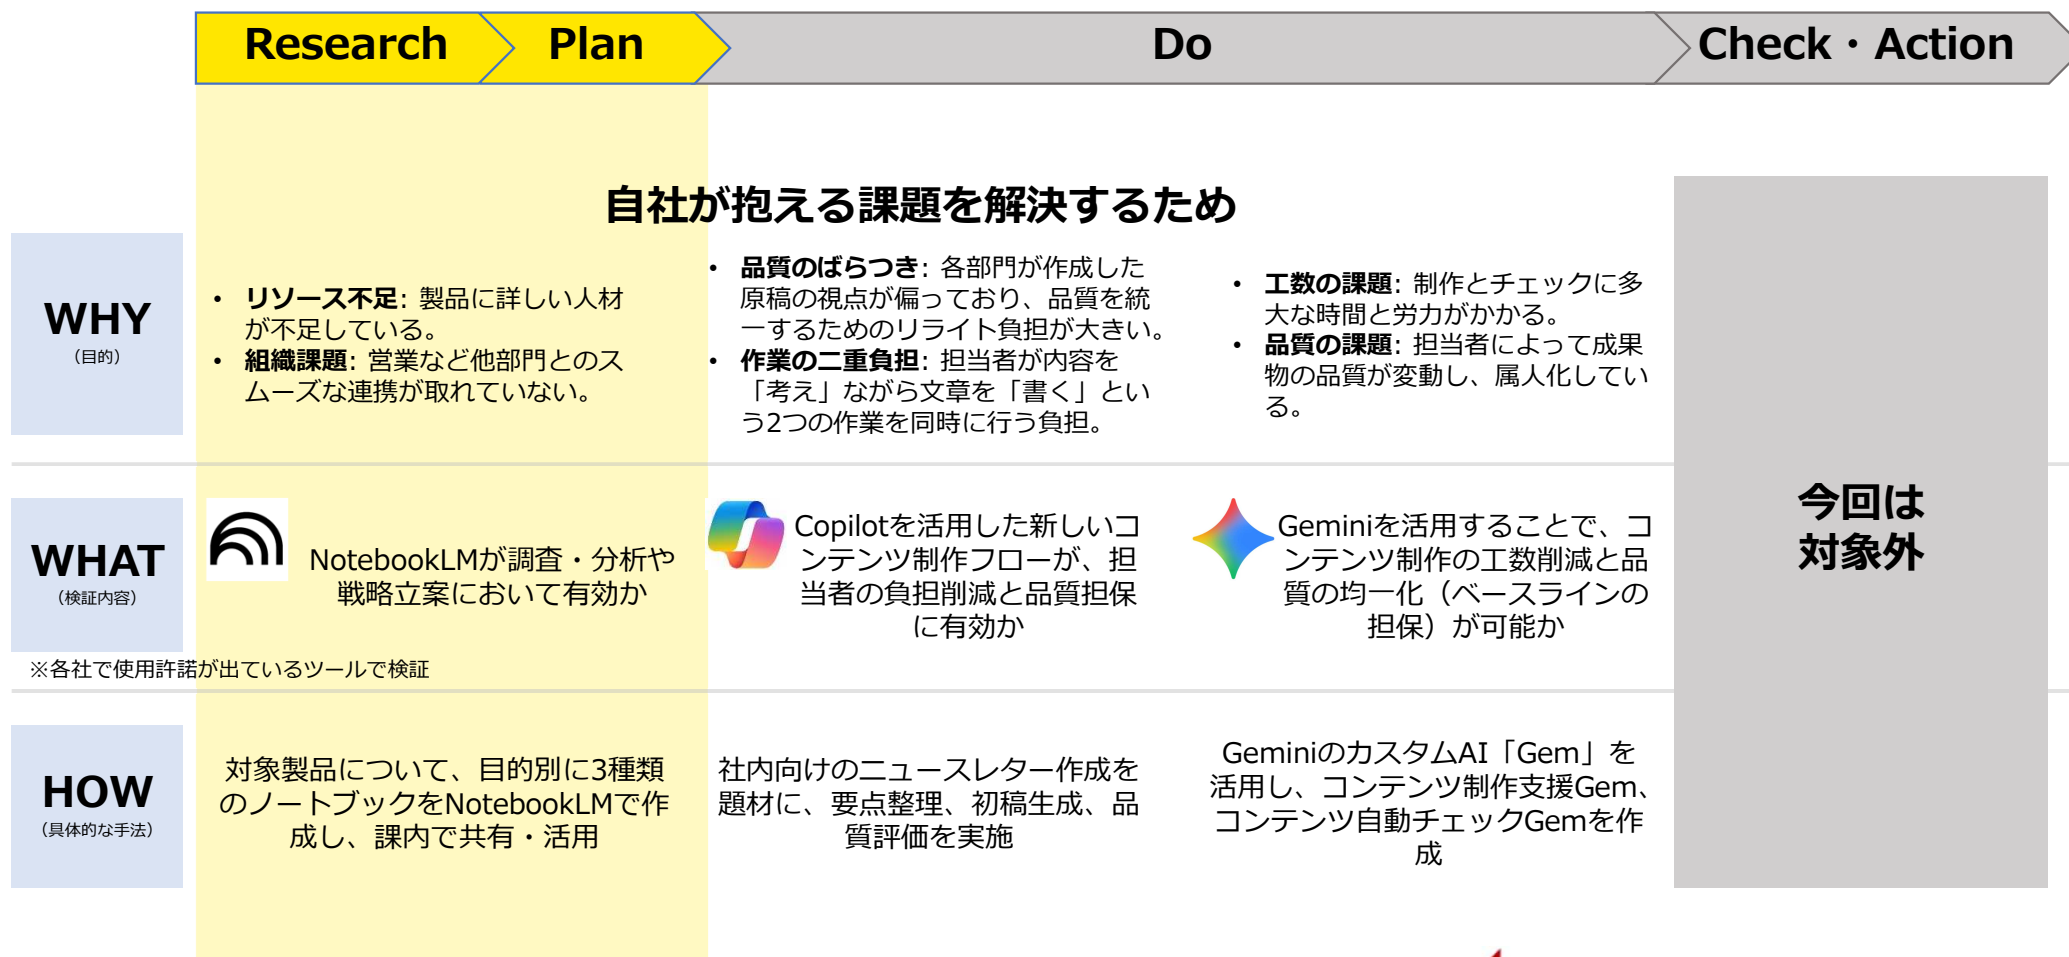 Research
Plan
Do
Check・Action
自社が抱える課題を解決するため
WHY
（目的）
• リソース不足: 製品に詳しい人材
が不足している。
• 組織課題: 営業など他部門とのス
ムーズな連携が取れていない。
• 品質のばらつき: 各部門が作成した
原稿の視点が偏っており、品質を統
一するためのリライト負担が大きい。
• 作業の二重負担: 担当者が内容を
「考え」ながら文章を「書く」とい
う2つの作業を同時に行う負担。
• 工数の課題: 制作とチェックに多
大な時間と労力がかかる。
• 品質の課題: 担当者によって成果
物の品質が変動し、属人化してい
る。
WHAT
（検証内容）
NotebookLMが調査・分析や
戦略立案において有効か
Copilotを活用した新しいコ
ンテンツ制作フローが、担
当者の負担削減と品質担保
に有効か
Geminiを活用することで、コ
ンテンツ制作の工数削減と品
質の均一化（ベースラインの
担保）が可能か
今回は
対象外
※各社で使用許諾が出ているツールで検証
HOW
（具体的な手法）
対象製品について、目的別に3種類
のノートブックをNotebookLMで作
成し、課内で共有・活用
社内向けのニュースレター作成を
題材に、要点整理、初稿生成、品
質評価を実施
GeminiのカスタムAI「Gem」を
活用し、コンテンツ制作支援Gem、
コンテンツ自動チェックGemを作
成